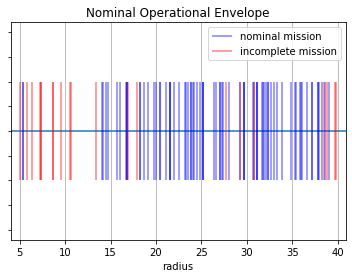 Nominal Operational Envelope
nominal mission
incomplete mission
5 10 15 20 25 30 35 40
radius